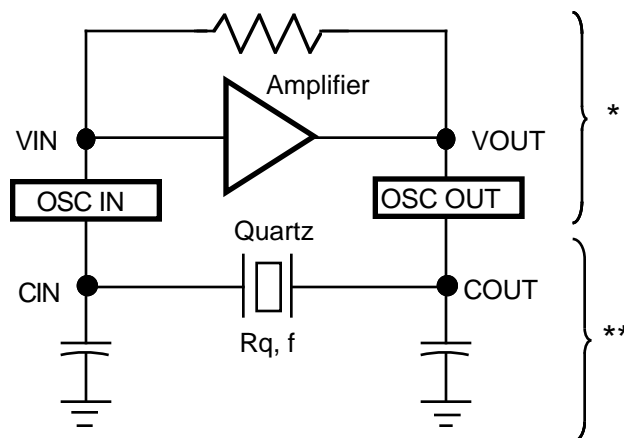 Amplifier
*
VIN
VOUT
OSC IN
OSC OUT
Quartz
CIN
COUT
Rq, f
**